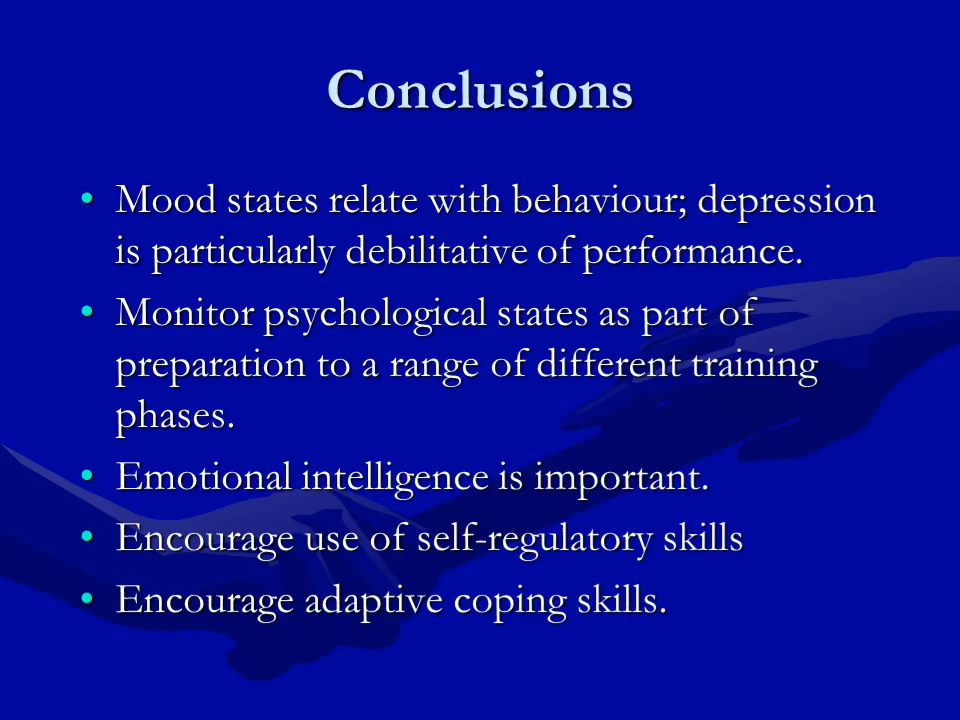 Conclusions
• Mood states relate with behaviour; depression
is particularly debilitative of performance.
• Monitor psychological states as part of
preparation to a range of different training
phases.
• Emotional intelligence is important.
• Encourage use of self-regulatory skills
• Encourage adaptive coping skills.